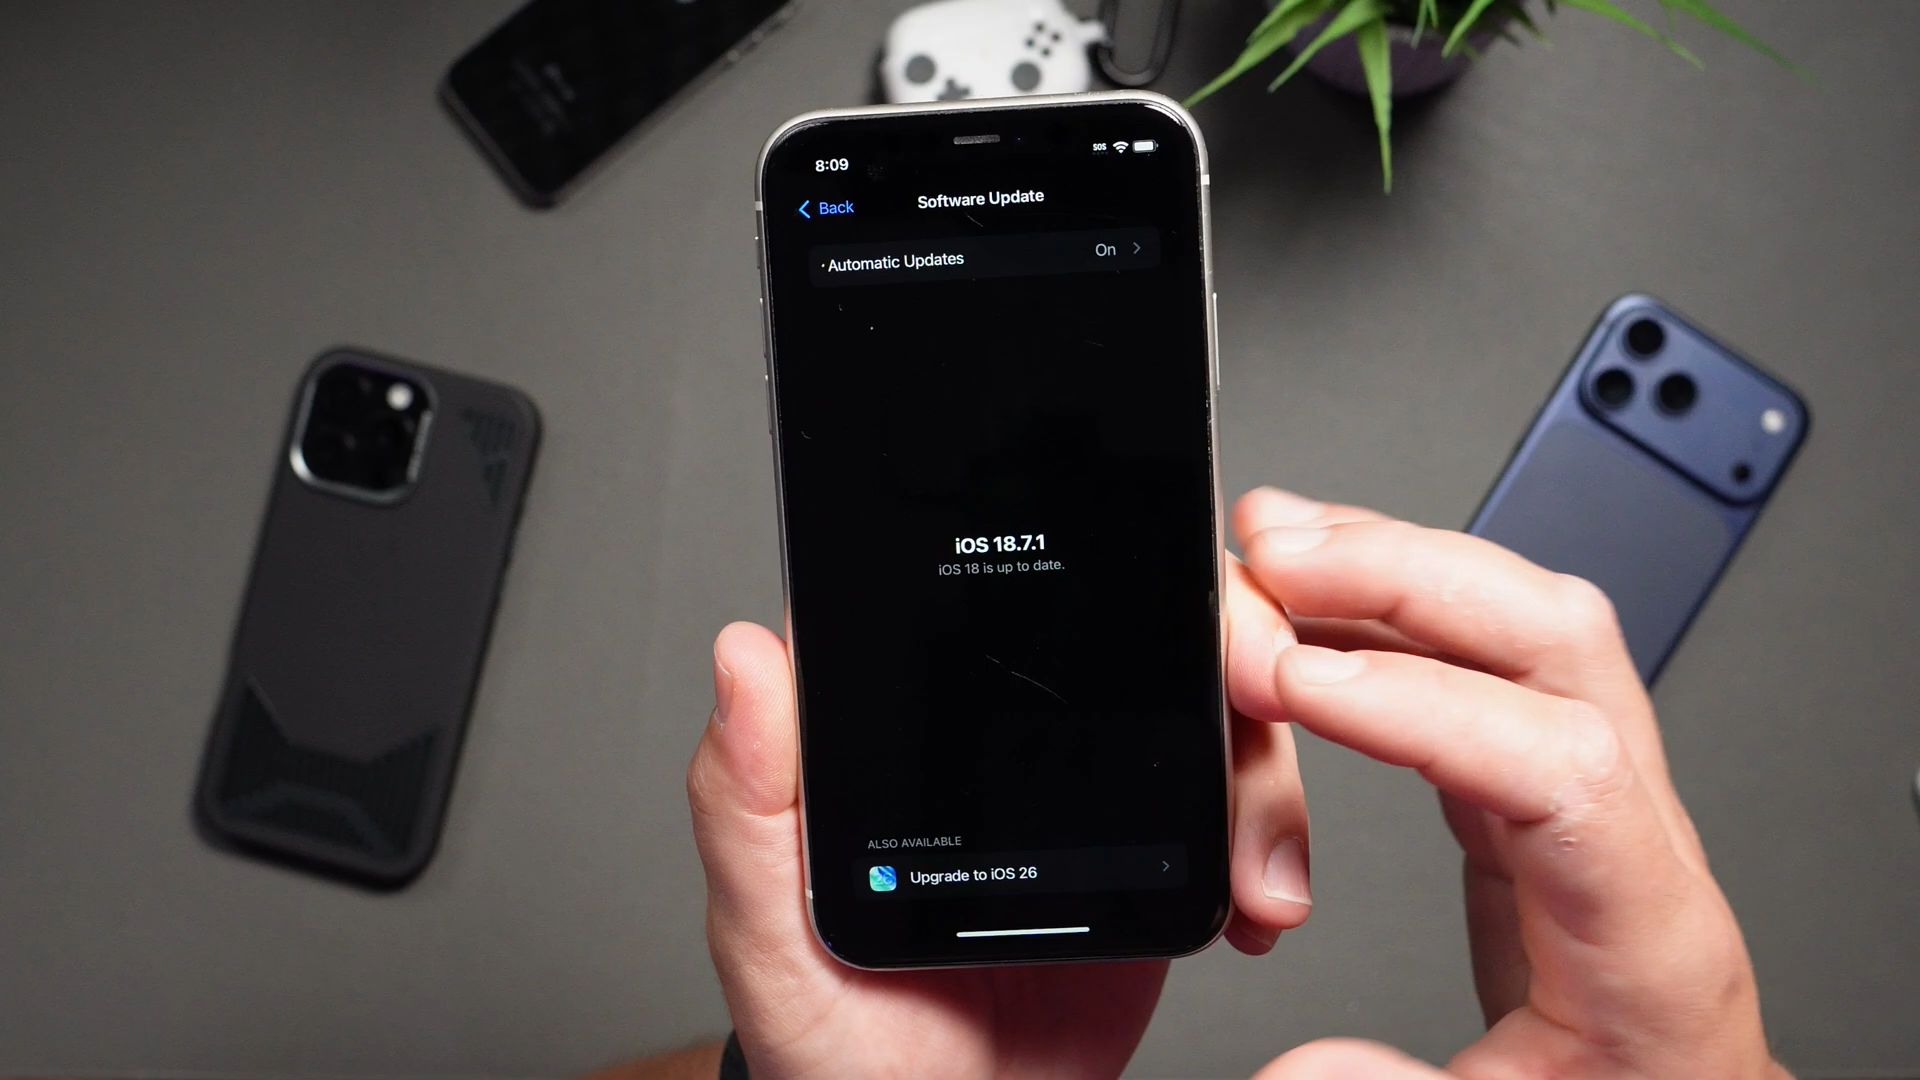 8:09
SOS
Back
Software Update
Automatic Updates
On
iOS 18.7.1
iOS 18 is up to date.
ALSO AVAILABLE
Upgrade to iOS 26